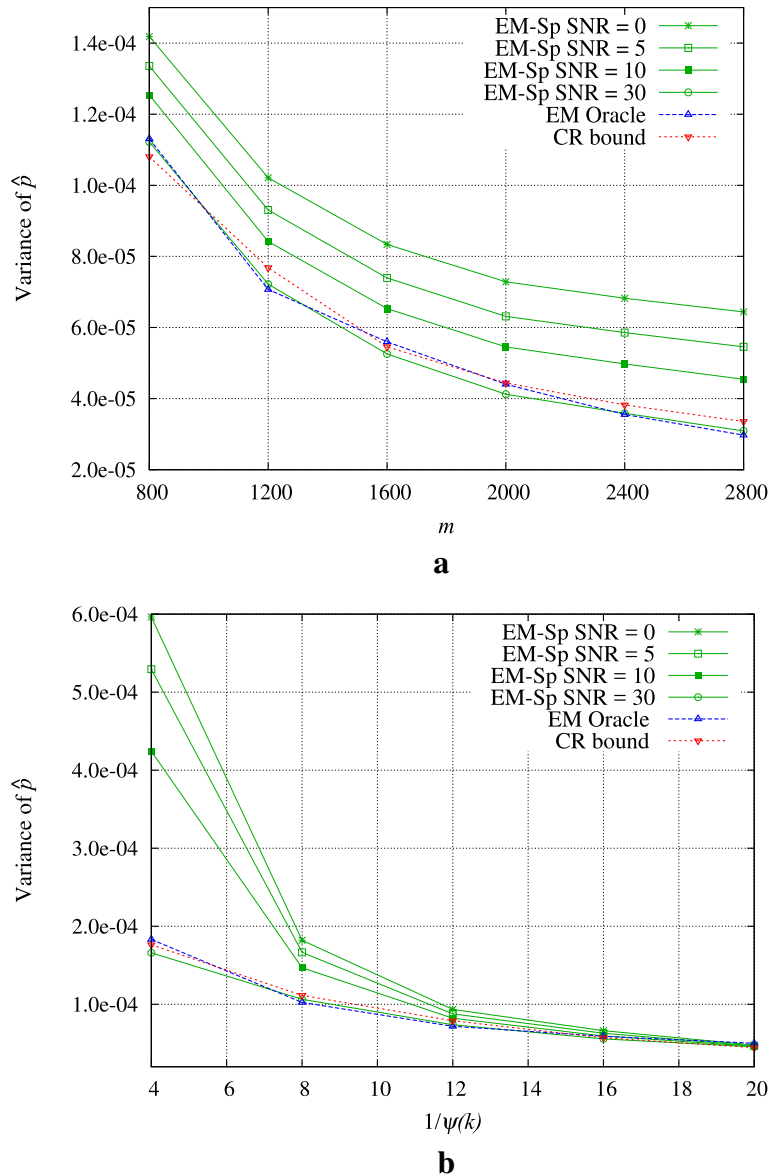 EM-Sp SNR = 0
EM-Sp SNR = 5
EM-Sp SNR = 10
EM-Sp SNR = 30
EM Oracle
CR bound
Variance of p̂
1.4e-04
1.2e-04
1.0e-04
8.0e-05
6.0e-05
4.0e-05
2.0e-05
800 1200 1600 2000 2400 2800
m
a
EM-Sp SNR = 0
EM-Sp SNR = 5
EM-Sp SNR = 10
EM-Sp SNR = 30
EM Oracle
CR bound
Variance of p̂
6.0e-04
5.0e-04
4.0e-04
3.0e-04
2.0e-04
1.0e-04
4 6 8 10 12 14 16 18 20
1/ψ(k)
b